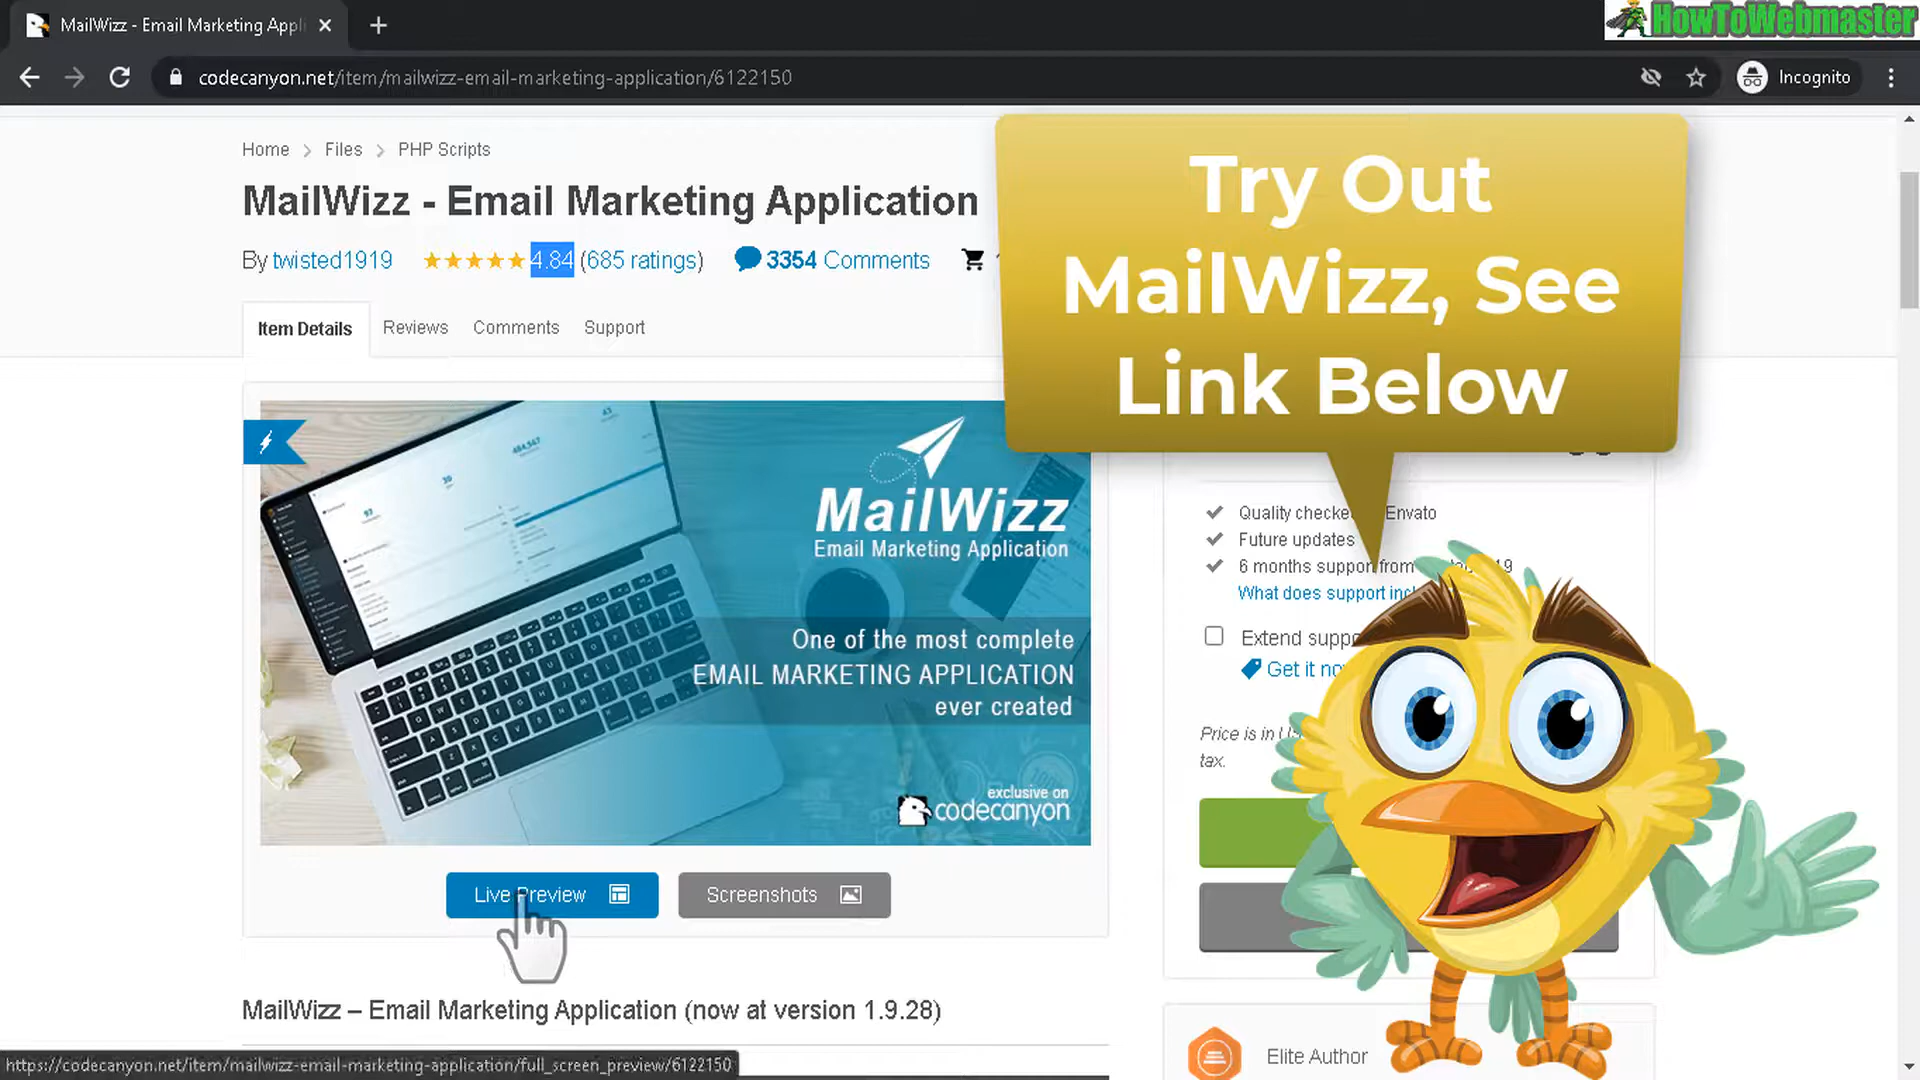 MailWizz - Email Marketing Appli
HowToWebmaster
codecanyon.net/item/mailwizz-email-marketing-application/6122150
Incognito
Home
Files
PHP Scripts
MailWizz - Email Marketing Application
By twisted1919
4.84 (685 ratings)
3354 Comments
Try Out
MailWizz, See
Link Below
Item Details
Reviews
Comments
Support
MailWizz
Email Marketing Application
One of the most complete
EMAIL MARKETING APPLICATION
ever created
exclusive on
codecanyon
Quality checke Envato
Future updates
6 months support from 9
What does support inc
Extend supp
Get it no
Price is in U
tax.
Live Preview
Screenshots
MailWizz – Email Marketing Application (now at version 1.9.28)
Elite Author
https://codecanyon.net/item/mailwizz-email-marketing-application/full_screen_preview/6122150